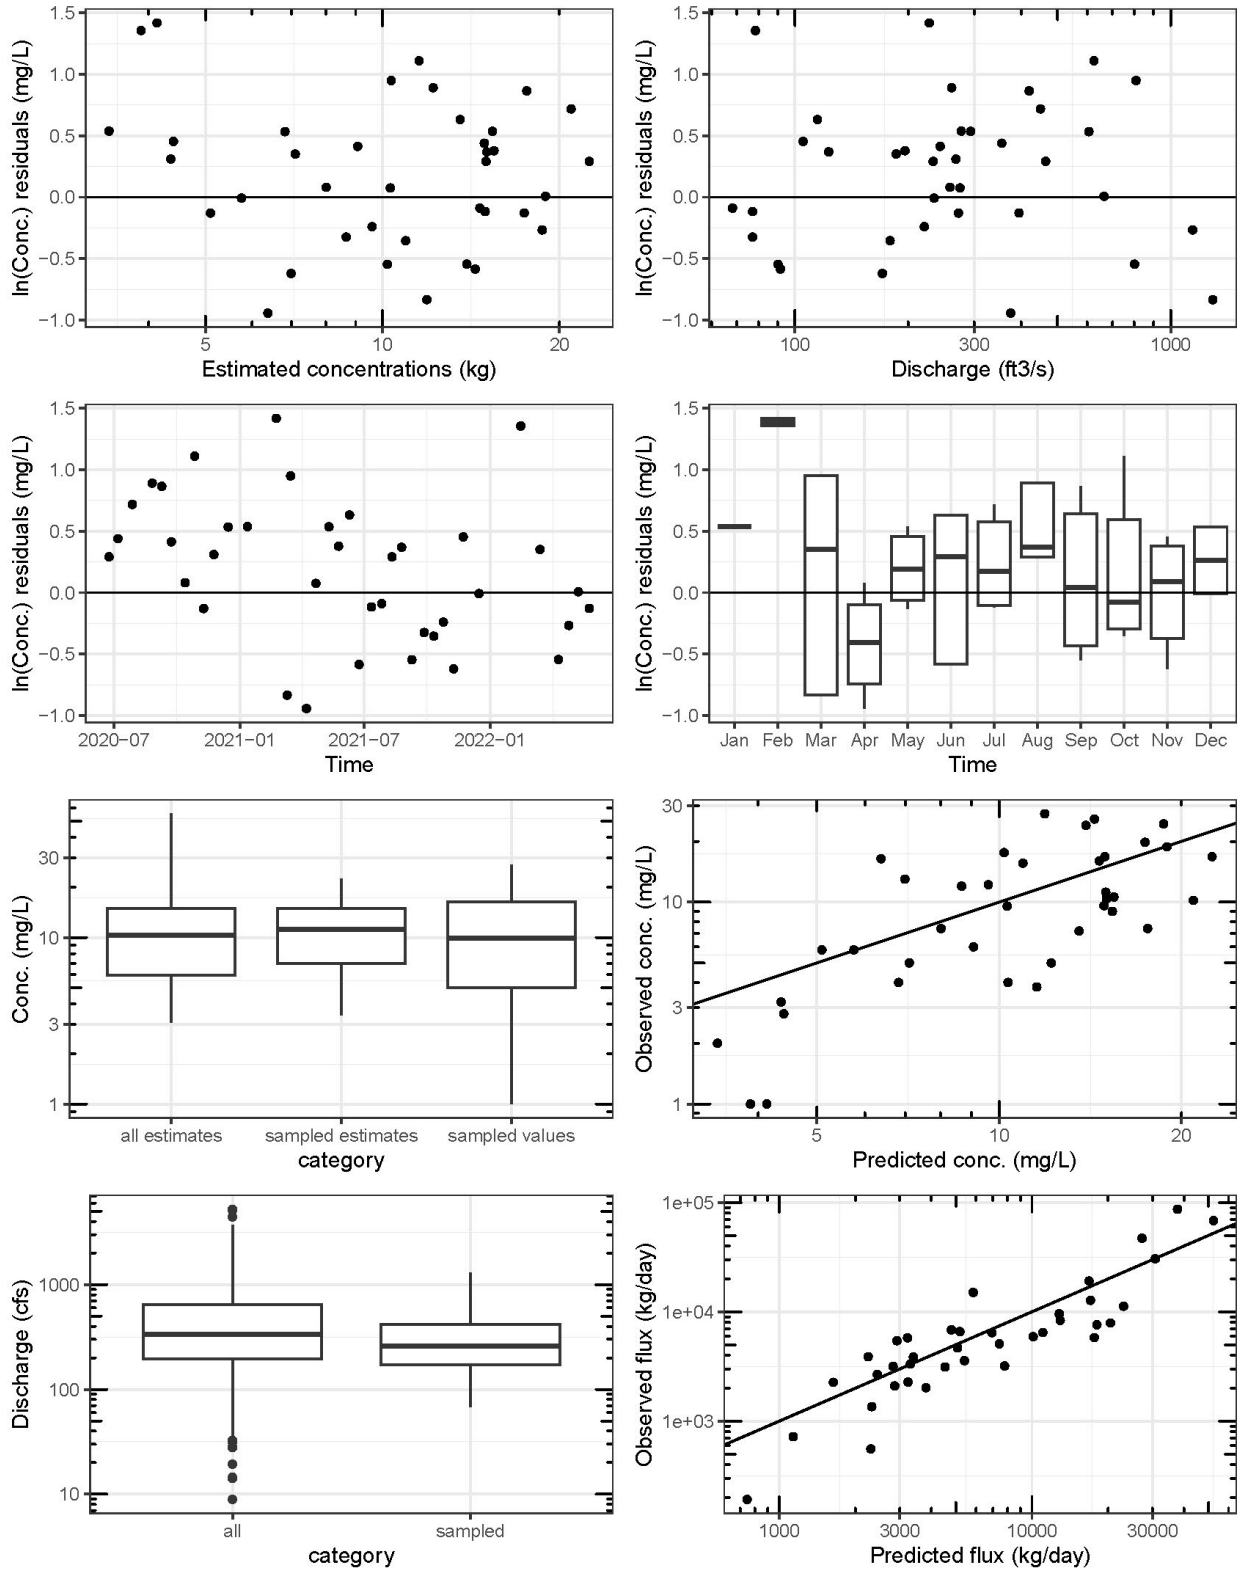 ln(Conc.) residuals (mg/L)
1.5
1.0
0.5
0.0
−0.5
−1.0
5 10 20
Estimated concentrations (kg)
ln(Conc.) residuals (mg/L)
1.5
1.0
0.5
0.0
−0.5
−1.0
100 300 1000
Discharge (ft3/s)
ln(Conc.) residuals (mg/L)
1.5
1.0
0.5
0.0
−0.5
−1.0
2020−07 2021−01 2021−07 2022−01
Time
ln(Conc.) residuals (mg/L)
1.5
1.0
0.5
0.0
−0.5
−1.0
Jan Feb Mar Apr May Jun Jul Aug Sep Oct Nov Dec
Time
Conc. (mg/L)
30
10
3
1
all estimates sampled estimates sampled values
category
Observed conc. (mg/L)
30
10
3
1
5 10 20
Predicted conc. (mg/L)
Discharge (cfs)
1000
100
10
all sampled
category
Observed flux (kg/day)
1e+05
1e+04
1e+03
1000 3000 10000 30000
Predicted flux (kg/day)